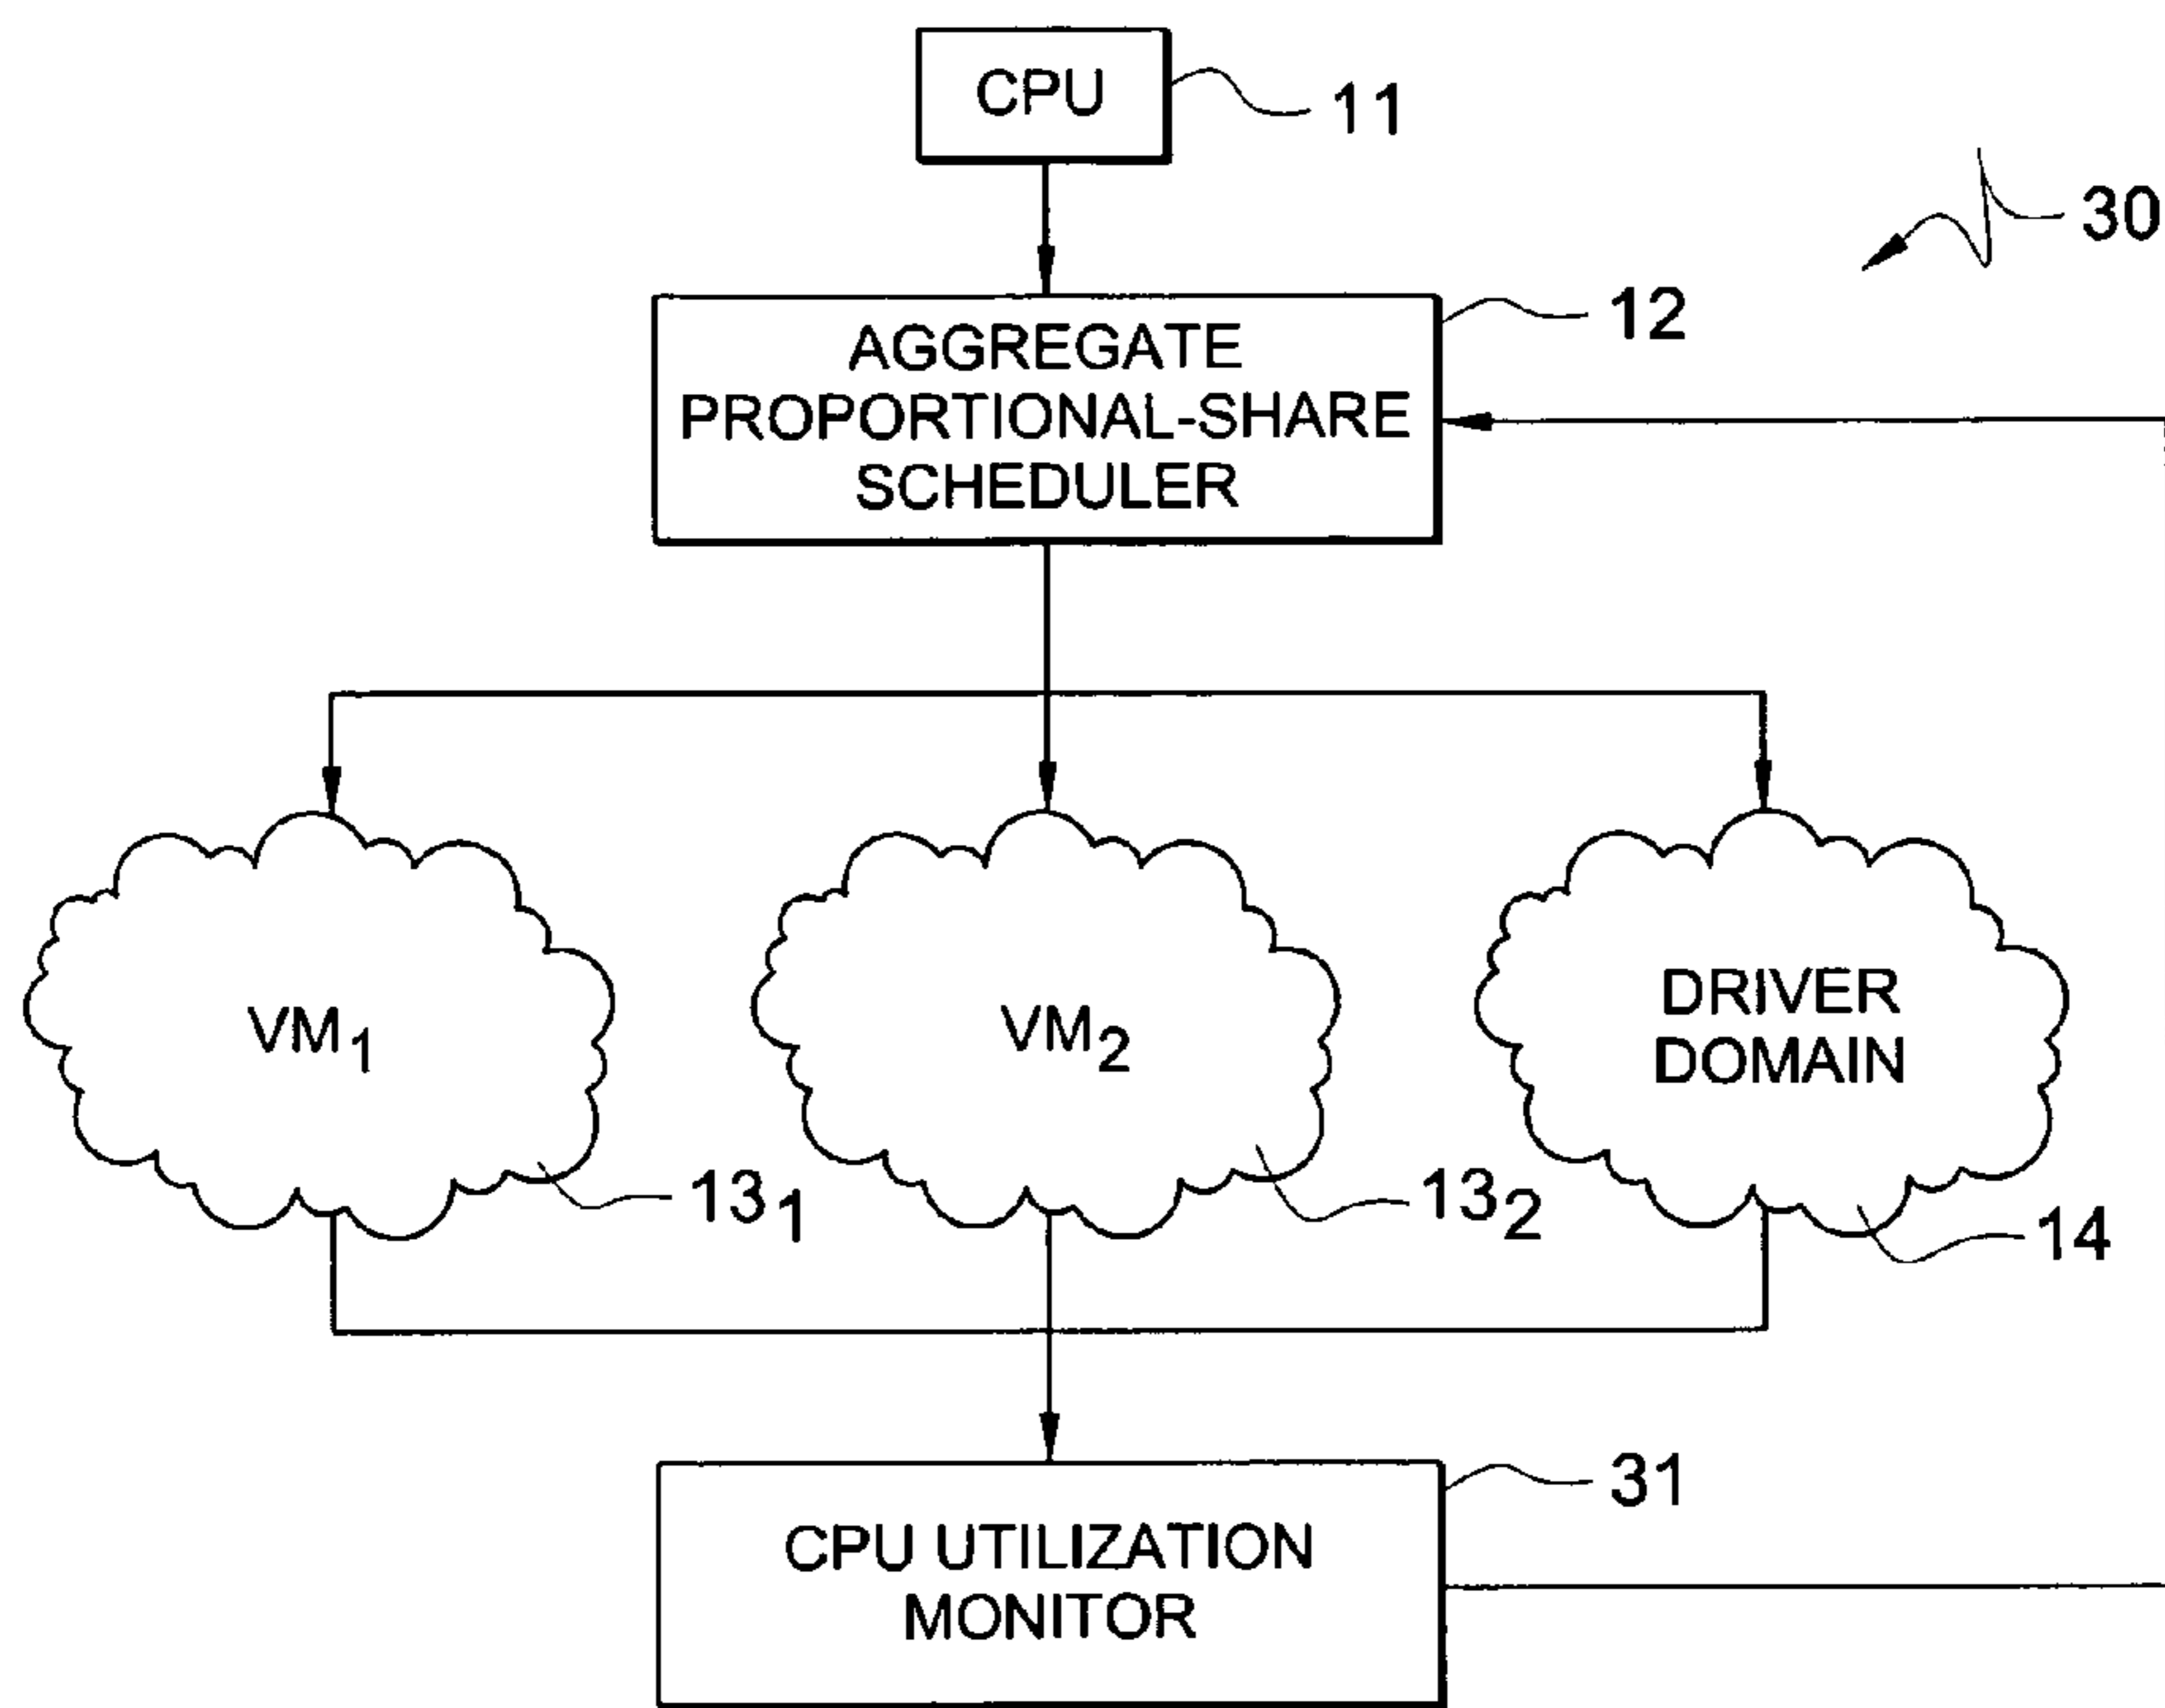 CPU
11
30
12
AGGREGATE
PROPORTIONAL-SHARE
SCHEDULER
VM1
VM2
DRIVER
DOMAIN
131
132
14
31
CPU UTILIZATION
MONITOR